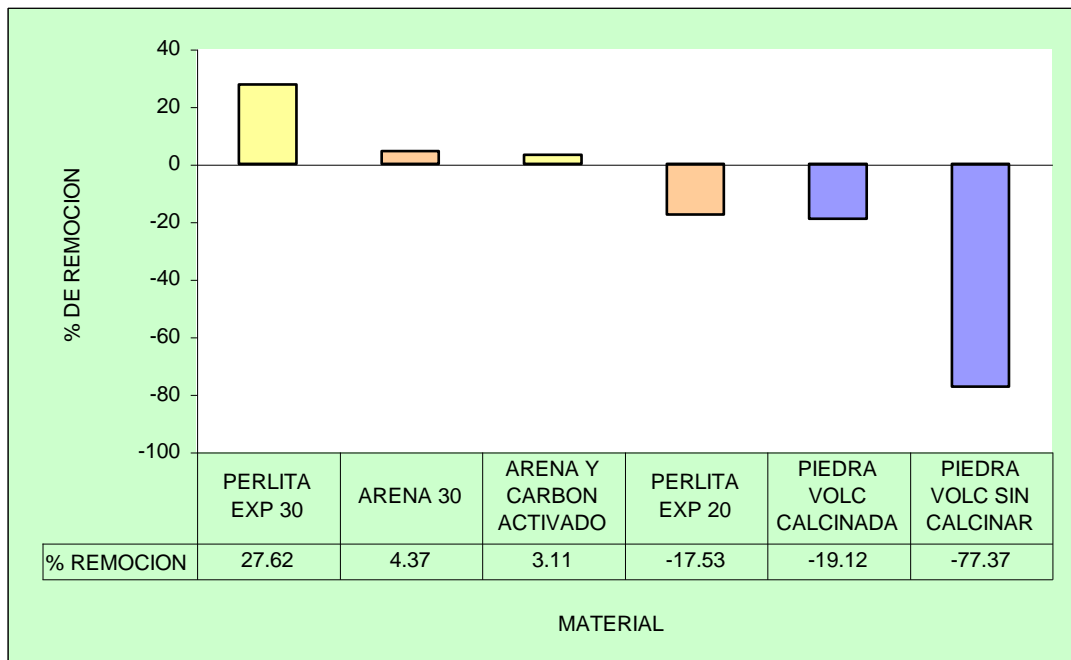 40
20
0
-20
-40
-60
-80
-100
% DE REMOCION
PERLITA
EXP 30
ARENA 30
ARENA Y
CARBON
ACTIVADO
PERLITA
EXP 20
PIEDRA
VOLC
CALCINADA
PIEDRA
VOLC SIN
CALCINAR
% REMOCION 27.62 4.37 3.11 -17.53 -19.12 -77.37
MATERIAL